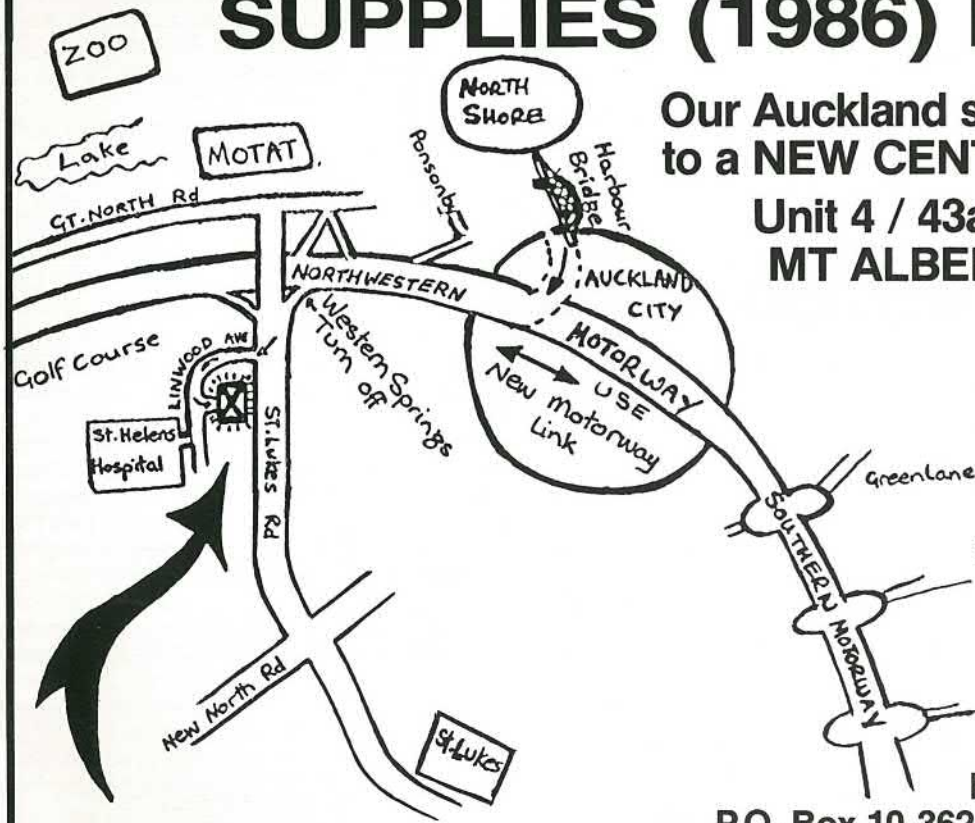 SUPPLIES (1986)
Our Auckland
to a NEW
Unit 4 / 43a
MT
ZOO
Lake
MOTAT
GT. NORTH Rd
NORTH
SHORE
Ponsonby
Harbour
Bridge
NORTHWESTERN
MOTORWAY
AUCKLAND
CITY
USE
New Motorway
Link
Western Springs
Turn off
Golf Course
LINWOOD AVE
St. Helens
Hospital
ST. LUKES Rd
Greenlane
SOUTHERN MOTORWAY
New North Rd
St. Lukes
P.O. Box 10-362